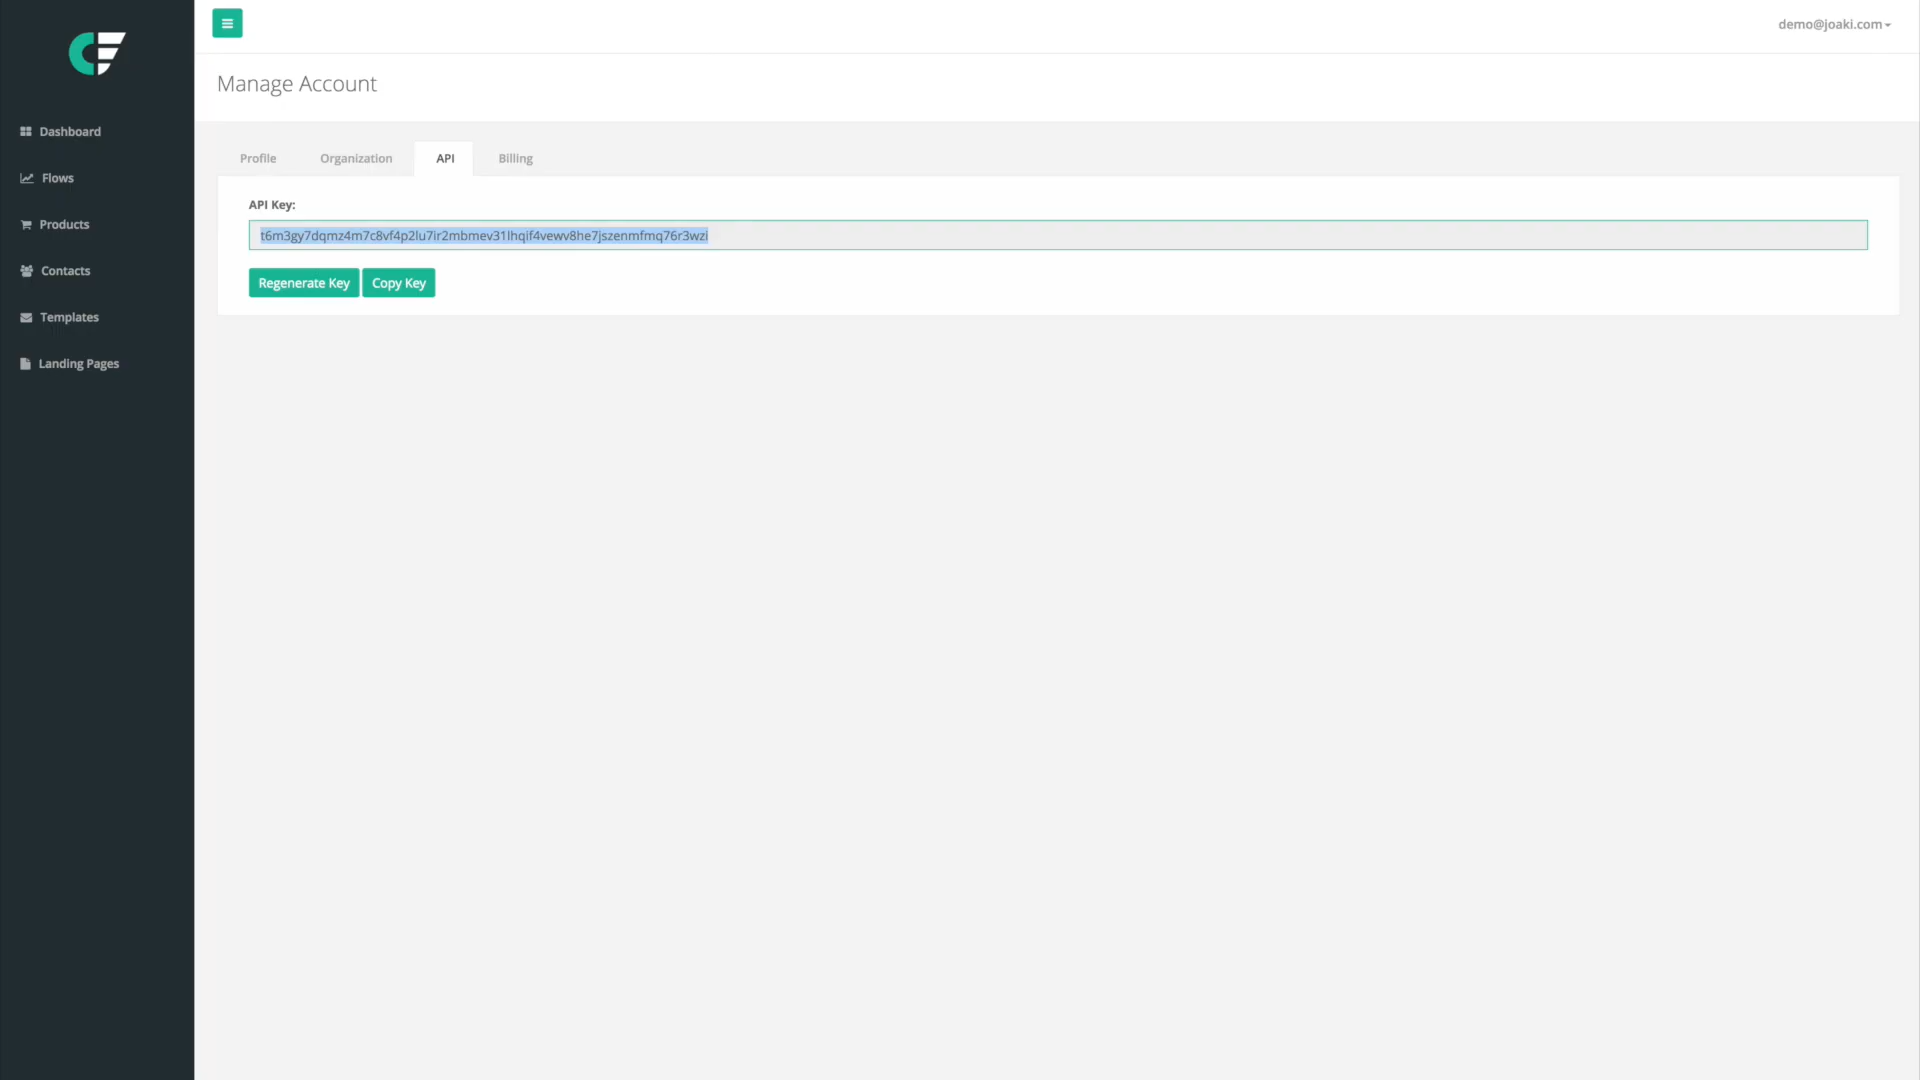 demo@joaki.com
Manage Account
Dashboard
Flows
Products
Contacts
Templates
Landing Pages
Profile
Organization
API
Billing
API Key:
t6m3gy7dqmz4m7c8vf4p2lu7ir2mbmev31lhqif4vewv8he7jszenmfmq76r3wzi
Regenerate Key
Copy Key